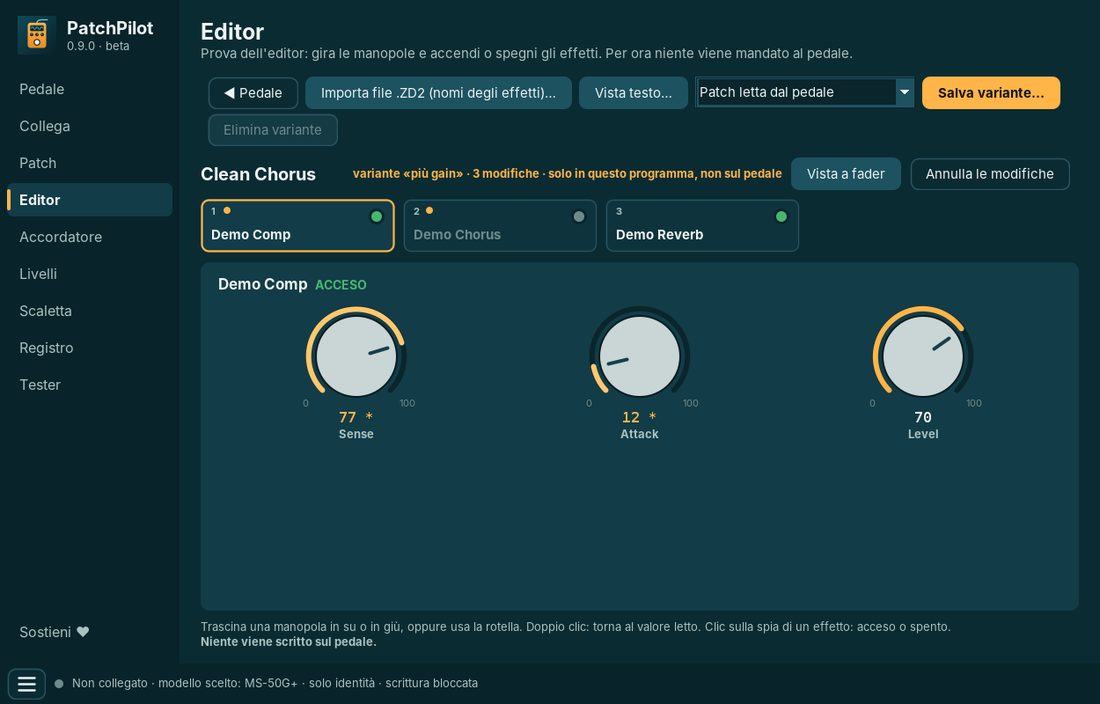 PatchPilot
0.9.0 · beta
Pedale
Collega
Patch
Editor
Accordatore
Livelli
Scaletta
Registro
Tester
Sostieni ♥
Editor
Prova dell'editor: gira le manopole e accendi o spegni gli effetti. Per ora niente viene mandato al pedale.
◀ Pedale
Importa file .ZD2 (nomi degli effetti)...
Vista testo...
Patch letta dal pedale
Salva variante...
Elimina variante
Clean Chorus
variante «più gain» · 3 modifiche · solo in questo programma, non sul pedale
Vista a fader
Annulla le modifiche
1
Demo Comp
2
Demo Chorus
3
Demo Reverb
Demo Comp ACCESO
0 100
77 *
Sense
0 100
12 *
Attack
0 100
70
Level
Trascina una manopola in su o in giù, oppure usa la rotella. Doppio clic: torna al valore letto. Clic sulla spia di un effetto: acceso o spento.
Niente viene scritto sul pedale.
Non collegato · modello scelto: MS-50G+ · solo identità · scrittura bloccata